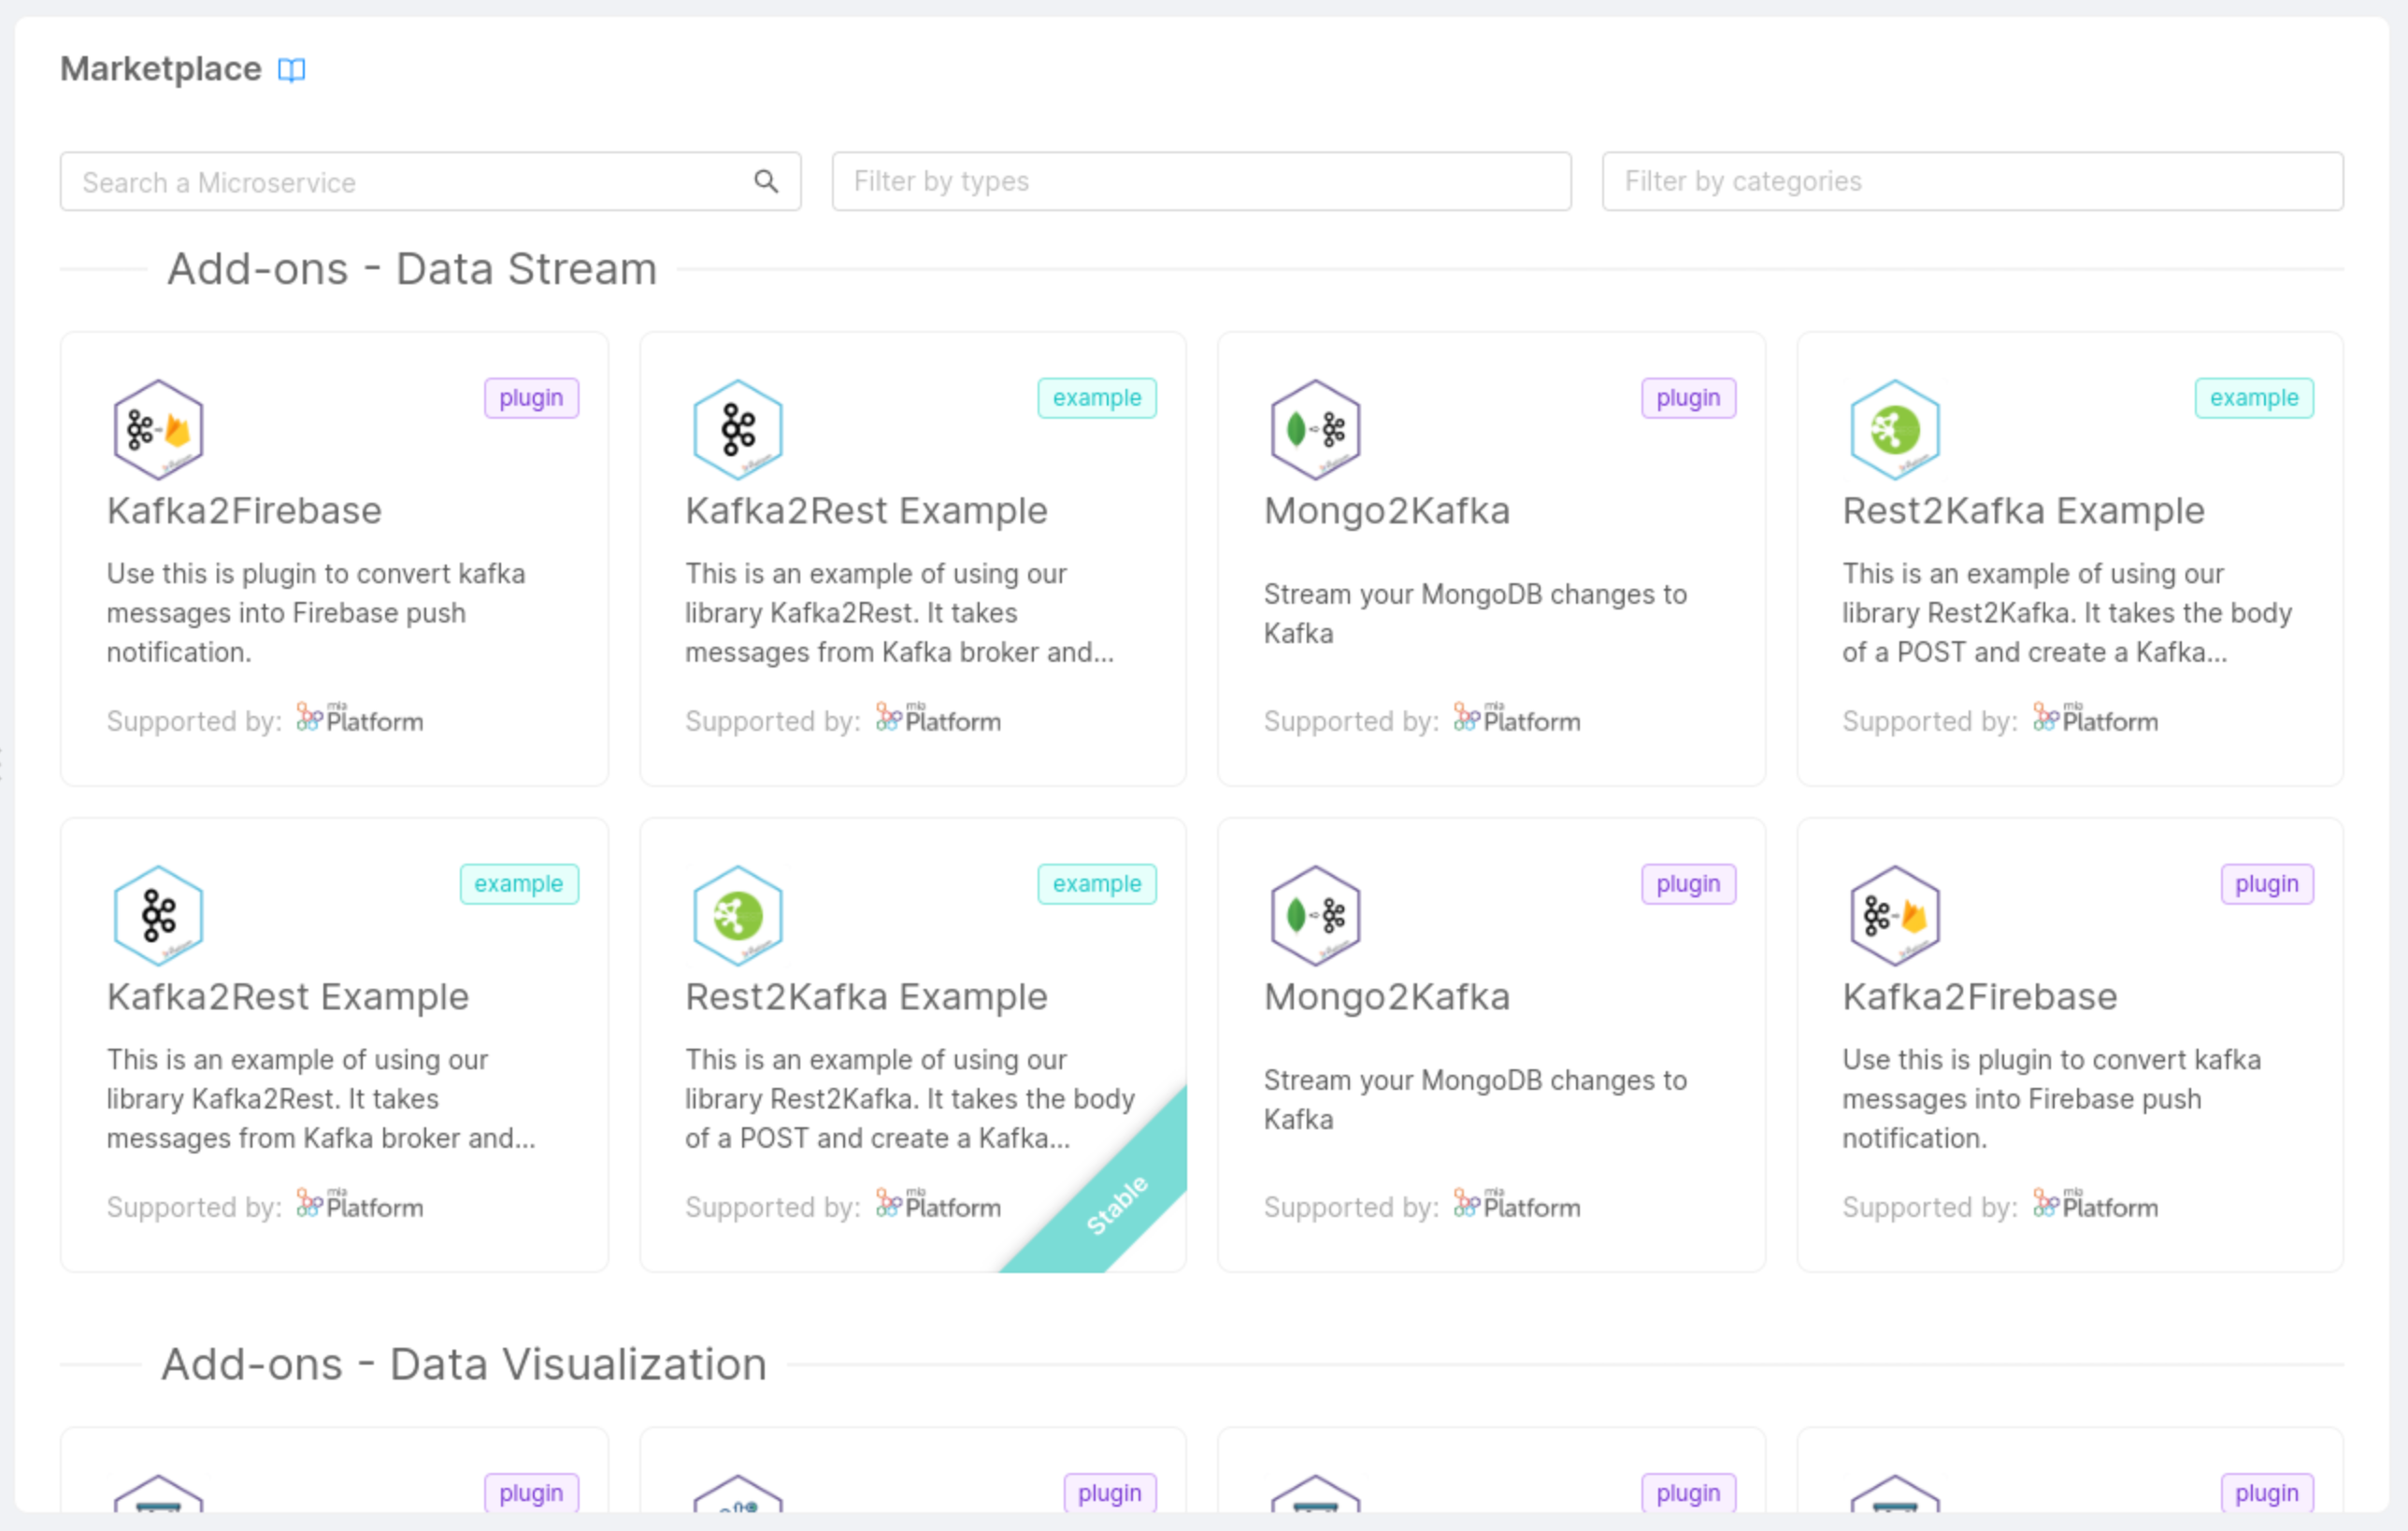 Marketplace
Search a Microservice
Filter by types
Filter by categories
Add-ons - Data Stream
plugin
Kafka2Firebase
Use this is plugin to convert kafka
messages into Firebase push
notification.
Supported by: mia Platform
example
Kafka2Rest Example
This is an example of using our
library Kafka2Rest. It takes
messages from Kafka broker and...
Supported by: mia Platform
plugin
Mongo2Kafka
Stream your MongoDB changes to
Kafka
Supported by: mia Platform
example
Rest2Kafka Example
This is an example of using our
library Rest2Kafka. It takes the body
of a POST and create a Kafka...
Supported by: mia Platform
example
Kafka2Rest Example
This is an example of using our
library Kafka2Rest. It takes
messages from Kafka broker and...
Supported by: mia Platform
example
Rest2Kafka Example
This is an example of using our
library Rest2Kafka. It takes the body
of a POST and create a Kafka...
Supported by: mia Platform
Stable
plugin
Mongo2Kafka
Stream your MongoDB changes to
Kafka
Supported by: mia Platform
plugin
Kafka2Firebase
Use this is plugin to convert kafka
messages into Firebase push
notification.
Supported by: mia Platform
Add-ons - Data Visualization
plugin
plugin
plugin
plugin